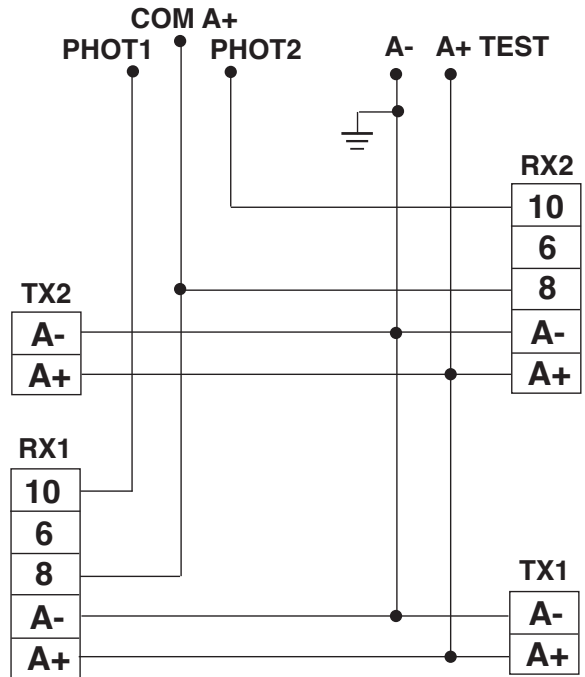 COM A+
PHOT1 PHOT2 A- A+ TEST
RX2
10
6
8
A-
A+
TX2
A-
A+
RX1
10
6
8
A-
A+
TX1
A-
A+